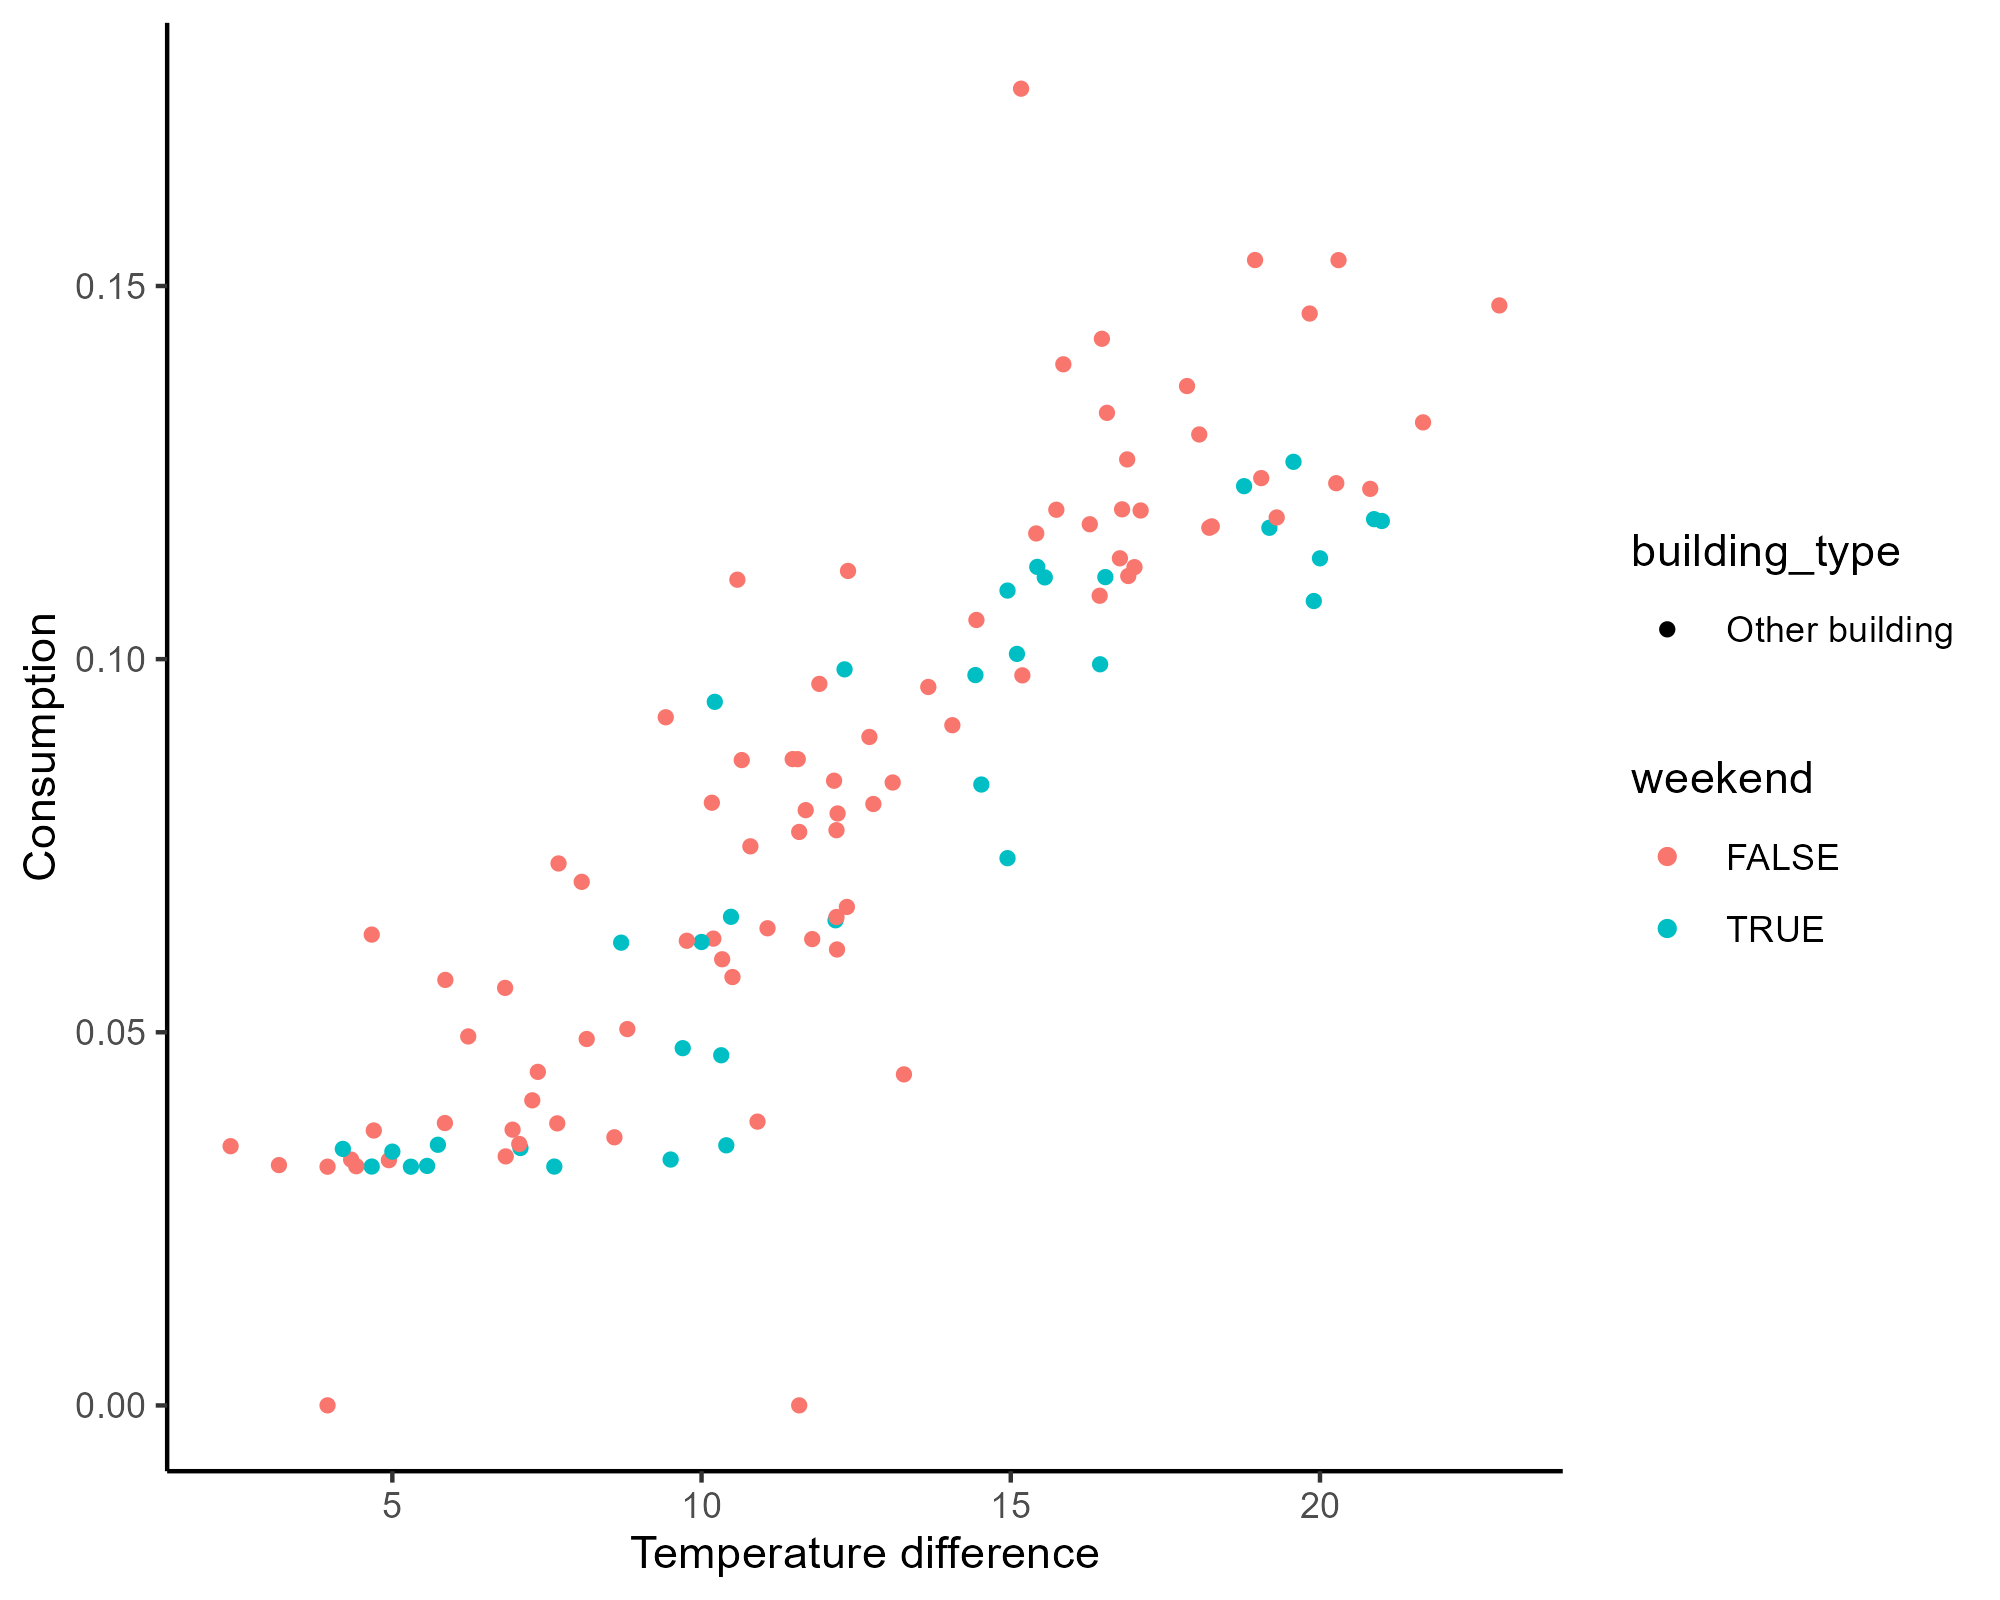 0.15
0.10
0.05
0.00
Consumption
5 10 15 20
Temperature difference
building_type
Other building
weekend
FALSE
TRUE